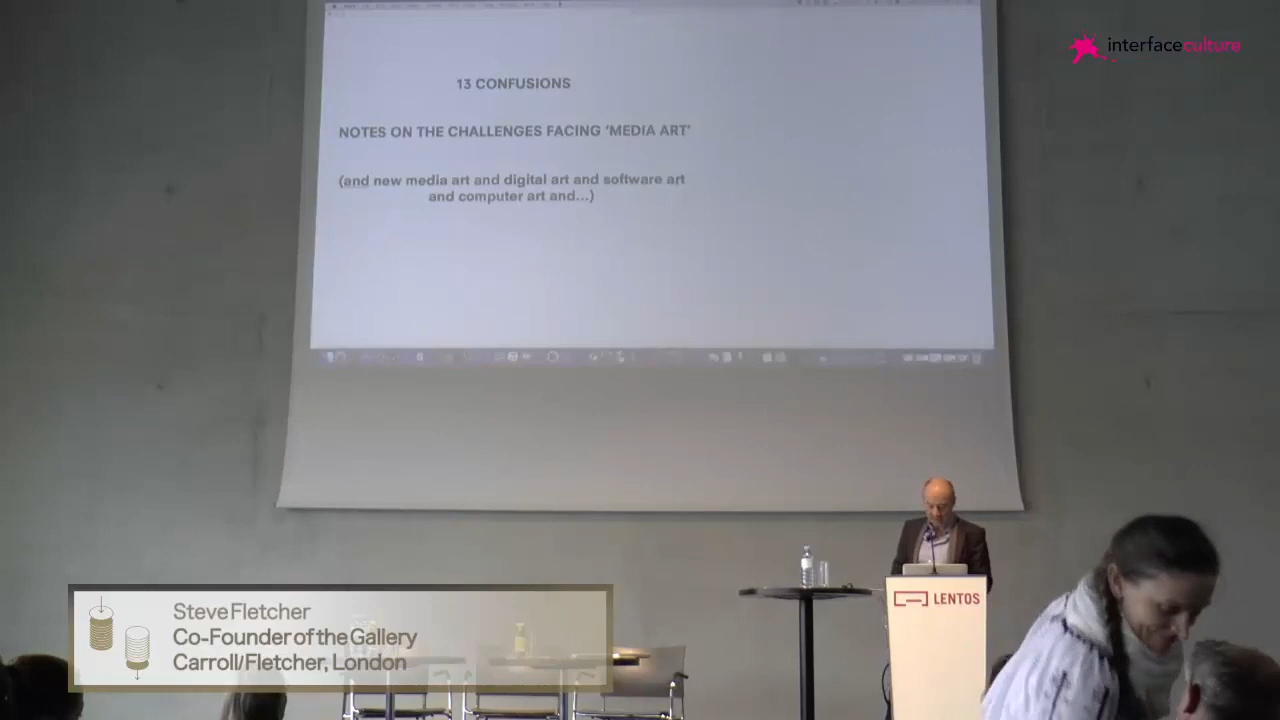 interfaceculture
13 CONFUSIONS
NOTES ON THE CHALLENGES FACING ‘MEDIA ART’
(and new media art and digital art and software art
and computer art and...)
LENTOS
Steve Fletcher
Co-Founder of the Gallery
Carroll/Fletcher, London